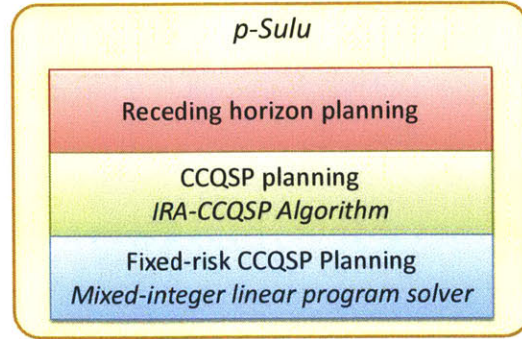 p-Sulu
Receding horizon planning
CCQSP planning
IRA-CCQSP Algorithm
Fixed-risk CCQSP Planning
Mixed-integer linear program solver